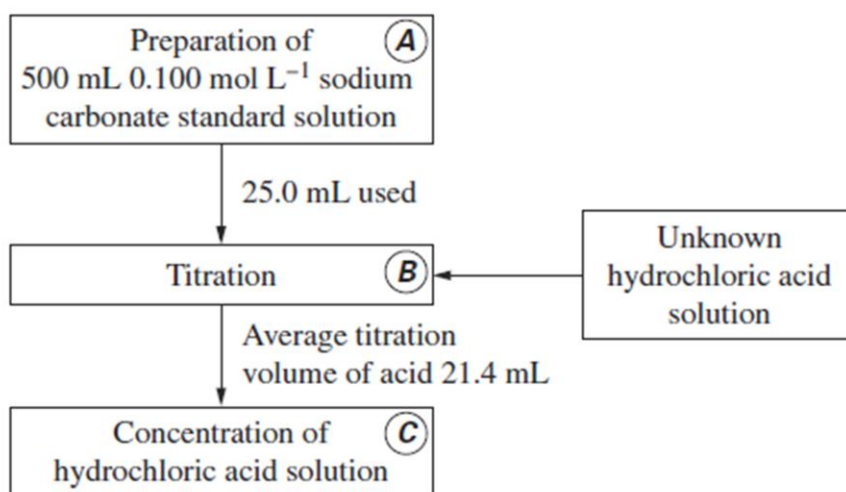 Preparation of
A
500 mL 0.100 mol L⁻¹ sodium
carbonate standard solution
25.0 mL used
Titration
B
Unknown
hydrochloric acid
solution
Average titration
volume of acid 21.4 mL
Concentration of
C
hydrochloric acid solution